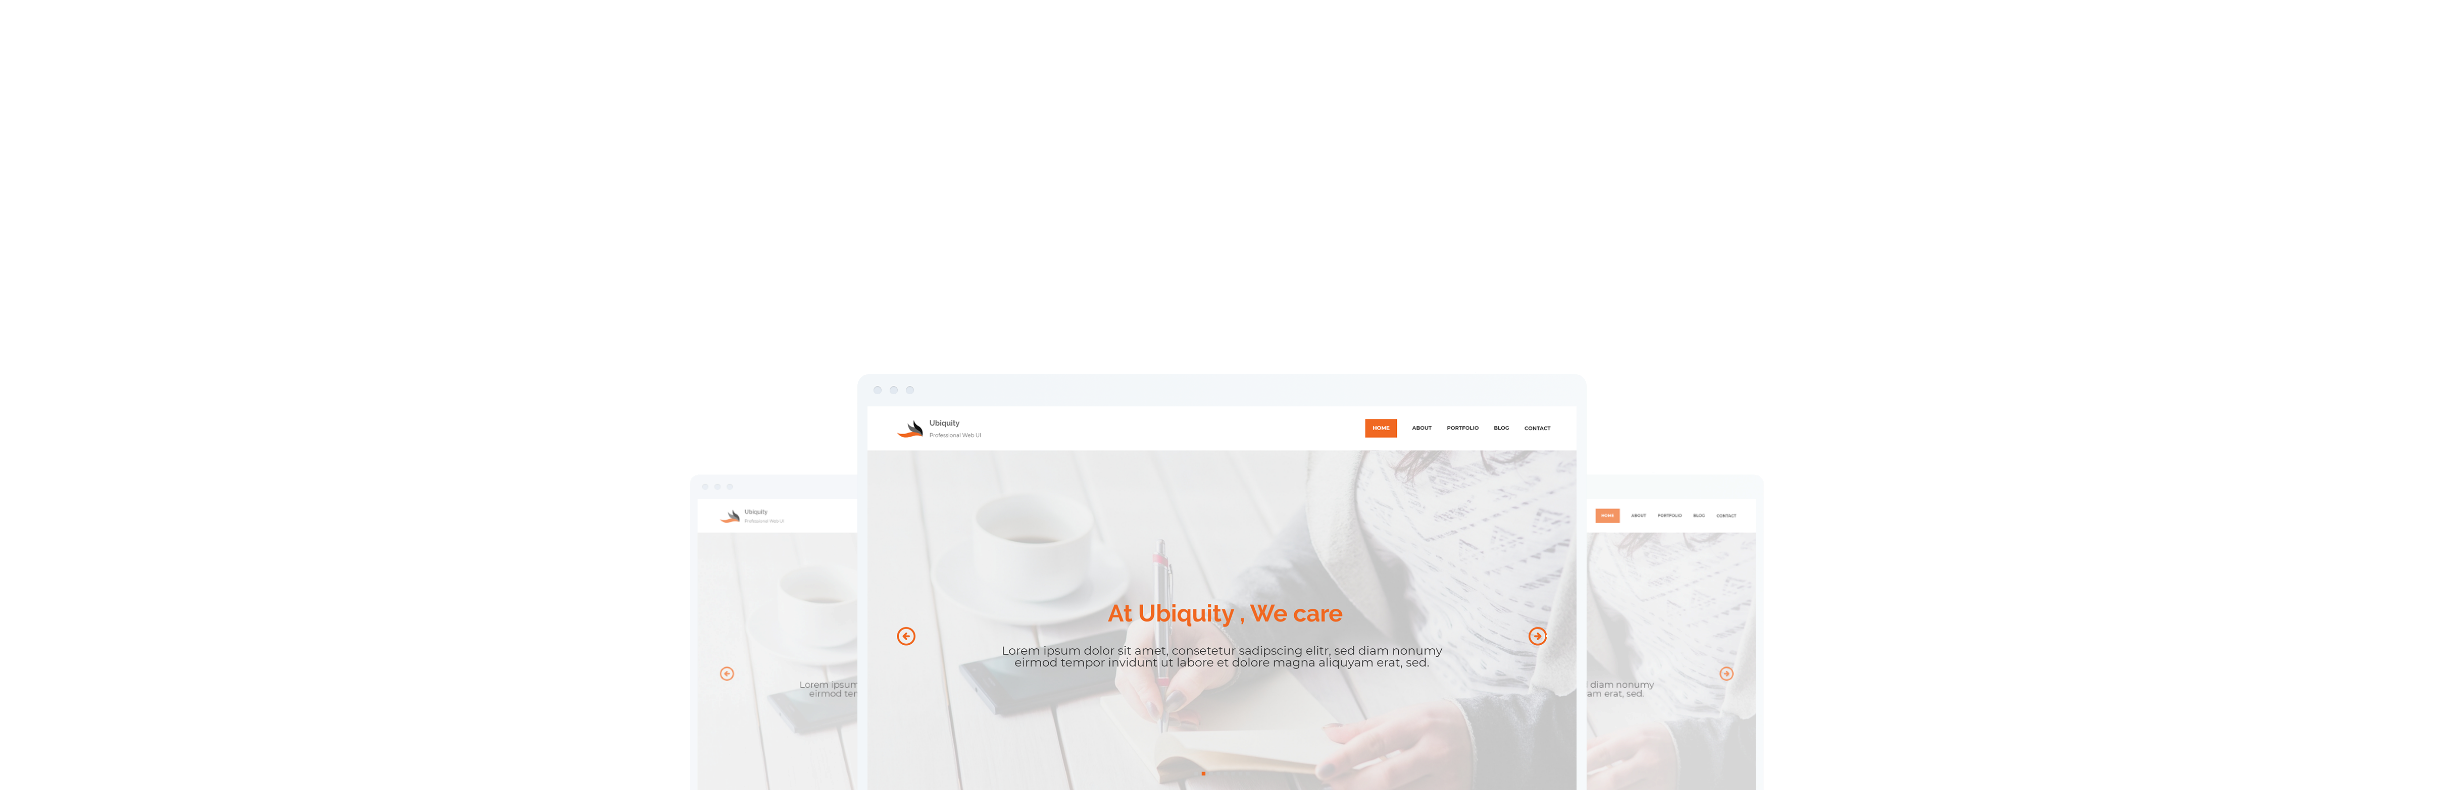 Ubiquity
Professional Web UI
HOME ABOUT PORTFOLIO BLOG CONTACT
At Ubiquity , We care
Lorem ipsum dolor sit amet, consetetur sadipscing elitr, sed diam nonumy
eirmod tempor invidunt ut labore et dolore magna aliquyam erat, sed.
Ubiquity
Professional Web UI
Lorem ipsum
eirmod ter
HOME ABOUT PORTFOLIO BLOG CONTACT
diam nonumy
am erat, sed.